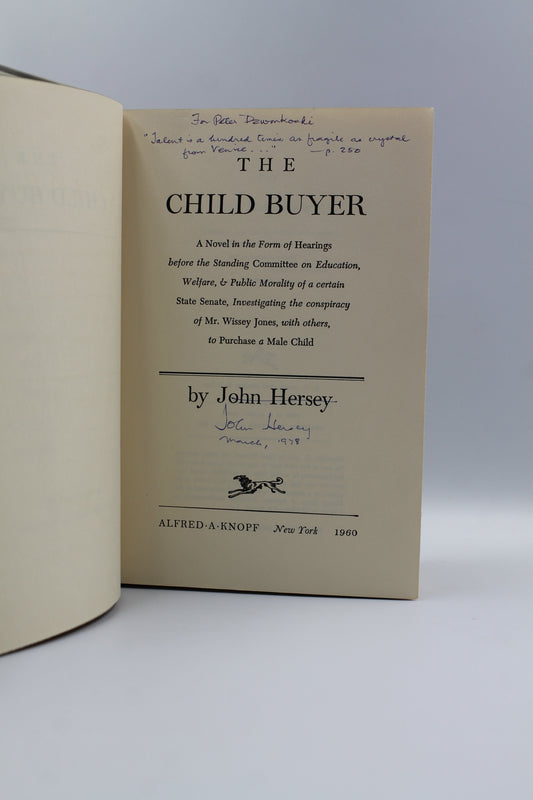 For Peter Dzwonkoski
"Talent is a hundred times as fragile as crystal
from Venice..." —p. 250
THE
CHILD BUYER
A Novel in the Form of Hearings
before the Standing Committee on Education,
Welfare, & Public Morality of a certain
State Senate, Investigating the conspiracy
of Mr. Wissey Jones, with others,
to Purchase a Male Child
by John Hersey
John Hersey
March, 1978
ALFRED·A·KNOPF New York 1960